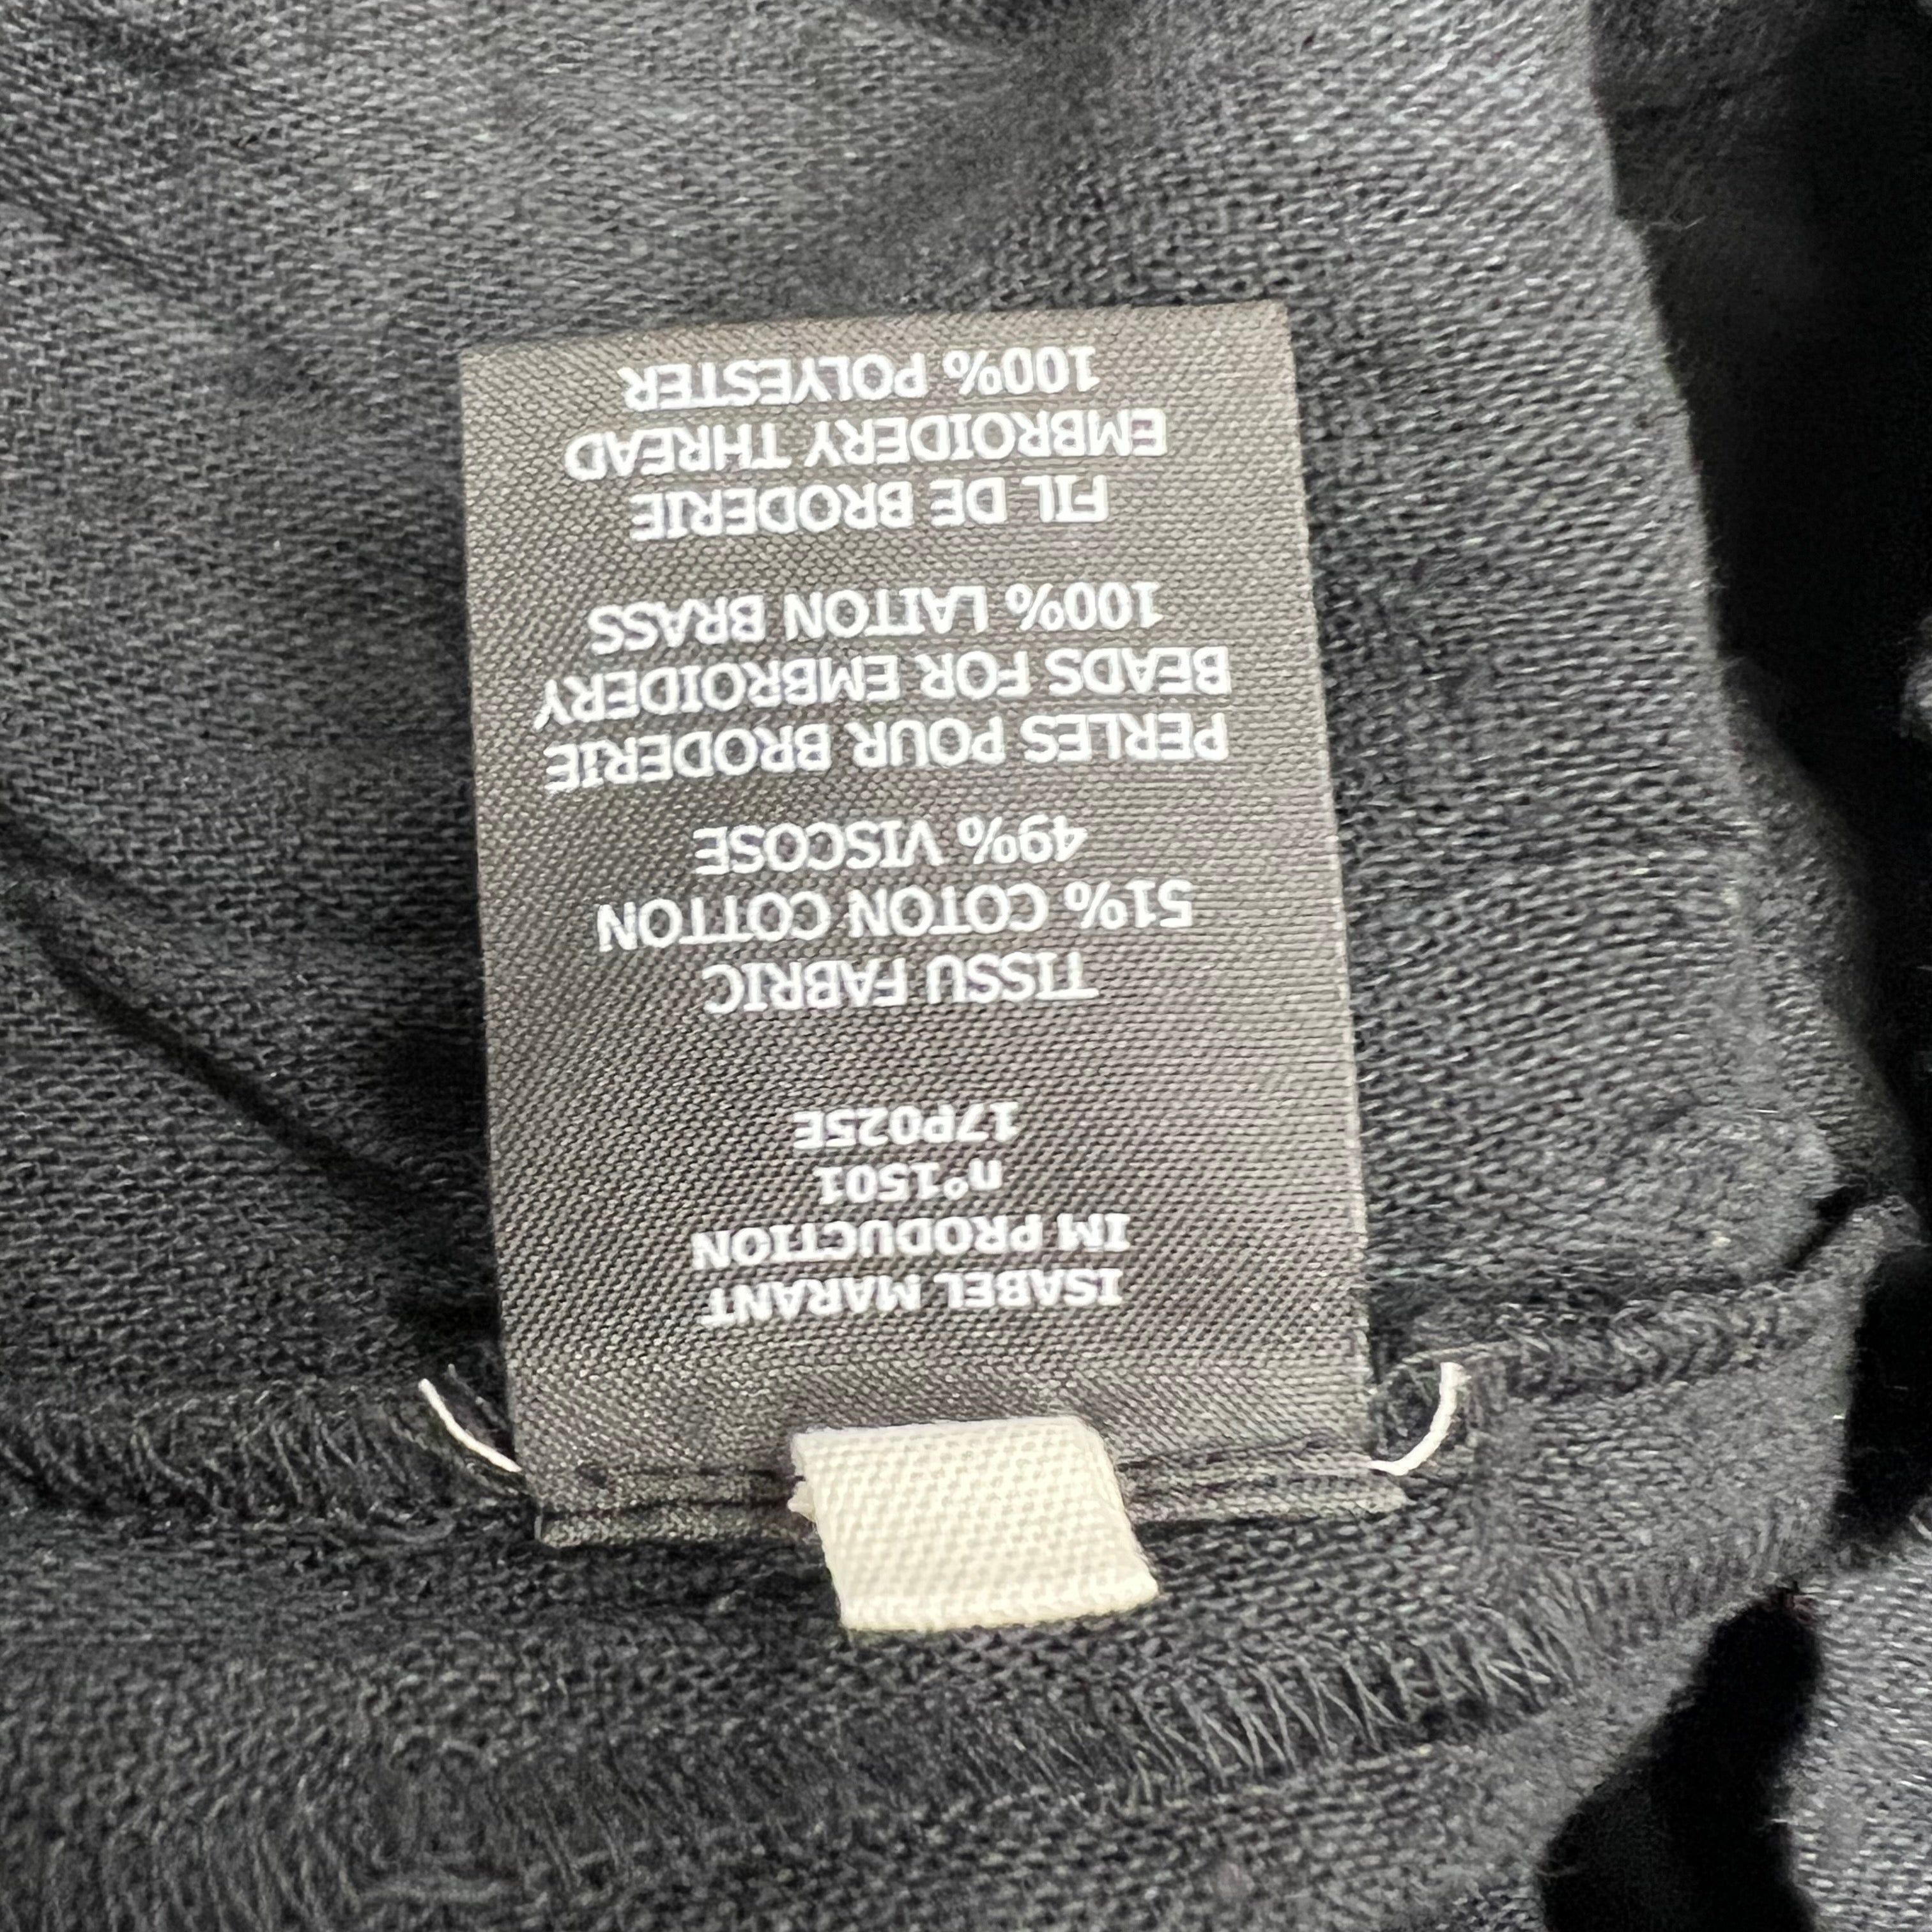 ISABEL MARANT
IM PRODUCTION
n°1501
17P025E
TISSU FABRIC
51% COTON COTTON
49% VISCOSE
PERLES POUR BRODERIE
BEADS FOR EMBROIDERY
100% LAITON BRASS
FIL DE BRODERIE
EMBROIDERY THREAD
100% POLYESTER